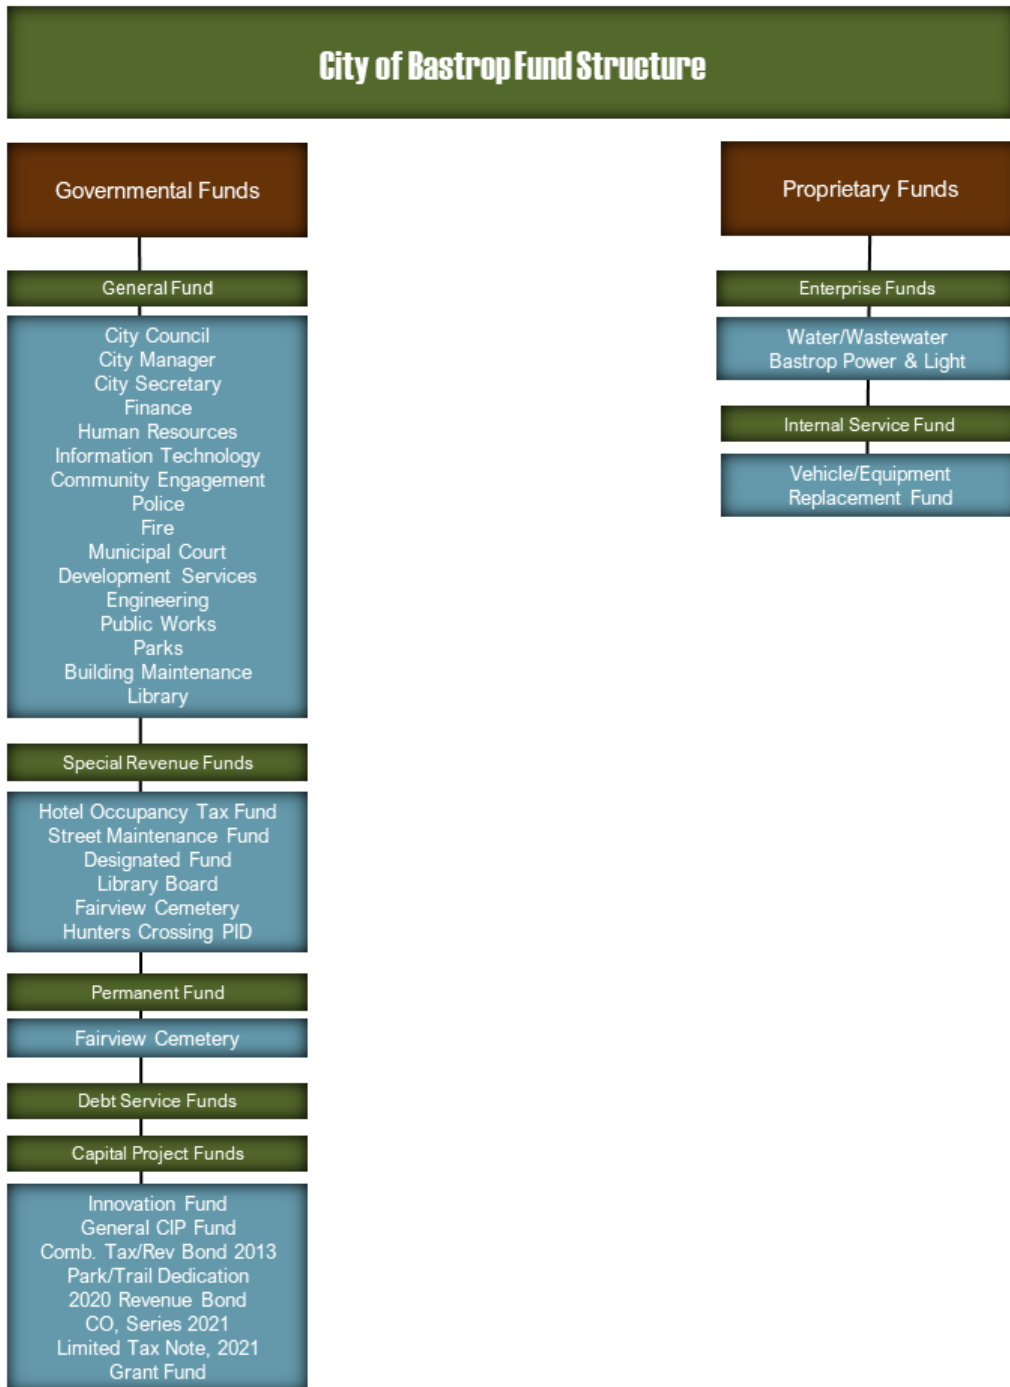 City of Bastrop Fund Structure
Governmental Funds
General Fund
City Council
City Manager
City Secretary
Finance
Human Resources
Information Technology
Community Engagement
Police
Fire
Municipal Court
Development Services
Engineering
Public Works
Parks
Building Maintenance
Library
Special Revenue Funds
Hotel Occupancy Tax Fund
Street Maintenance Fund
Designated Fund
Library Board
Fairview Cemetery
Hunters Crossing PID
Permanent Fund
Fairview Cemetery
Debt Service Funds
Capital Project Funds
Innovation Fund
General CIP Fund
Comb. Tax/Rev Bond 2013
Park/Trail Dedication
2020 Revenue Bond
CO, Series 2021
Limited Tax Note, 2021
Grant Fund
Proprietary Funds
Enterprise Funds
Water/Wastewater
Bastrop Power & Light
Internal Service Fund
Vehicle/Equipment
Replacement Fund